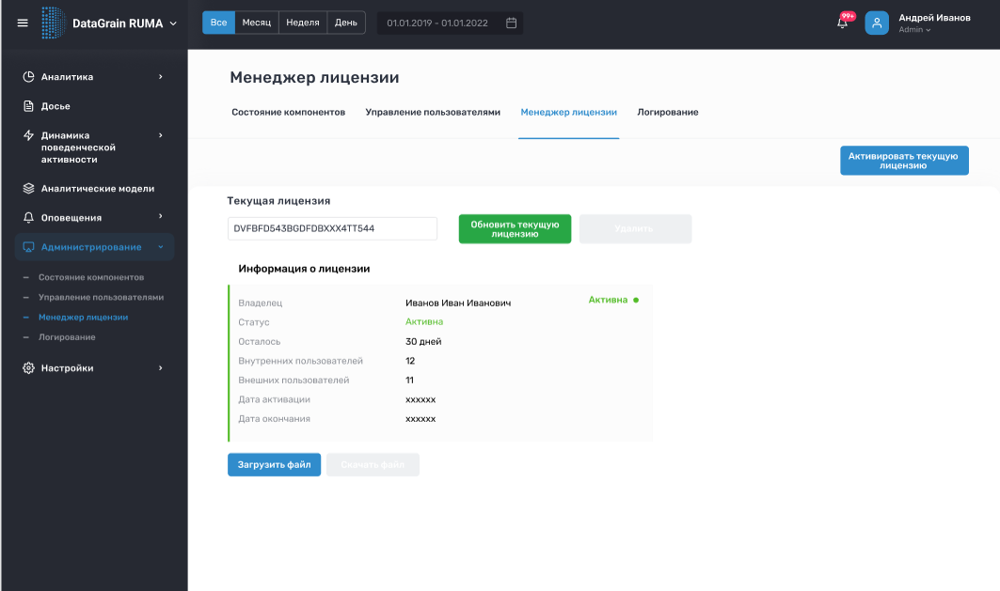 DataGrain RUMA
Все Месяц Неделя День
01.01.2019 - 01.01.2022
99+
Андрей Иванов
Admin
Аналитика
Досье
Динамика
поведенческой
активности
Аналитические модели
Оповещения
Администрирование
– Состояние компонентов
– Управление пользователями
– Менеджер лицензии
– Логирование
Настройки
Менеджер лицензии
Состояние компонентов Управление пользователями Менеджер лицензии Логирование
Активировать текущую
лицензию
Текущая лицензия
DVFBFD543BGDFDBXXX4TT544
Обновить текущую
лицензию
Удалить
Информация о лицензии
Активна
Владелец Иванов Иван Иванович
Статус Активна
Осталось 30 дней
Внутренних пользователей 12
Внешних пользователей 11
Дата активации xxxxxx
Дата окончания xxxxxx
Загрузить файл Скачать файл